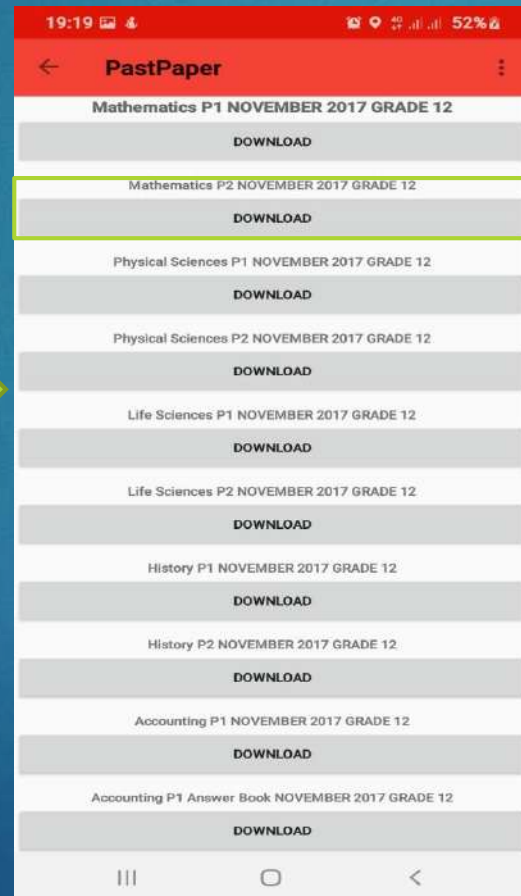 19:19 52%
PastPaper
Mathematics P1 NOVEMBER 2017 GRADE 12
DOWNLOAD
Mathematics P2 NOVEMBER 2017 GRADE 12
DOWNLOAD
Physical Sciences P1 NOVEMBER 2017 GRADE 12
DOWNLOAD
Physical Sciences P2 NOVEMBER 2017 GRADE 12
DOWNLOAD
Life Sciences P1 NOVEMBER 2017 GRADE 12
DOWNLOAD
Life Sciences P2 NOVEMBER 2017 GRADE 12
DOWNLOAD
History P1 NOVEMBER 2017 GRADE 12
DOWNLOAD
History P2 NOVEMBER 2017 GRADE 12
DOWNLOAD
Accounting P1 NOVEMBER 2017 GRADE 12
DOWNLOAD
Accounting P1 Answer Book NOVEMBER 2017 GRADE 12
DOWNLOAD